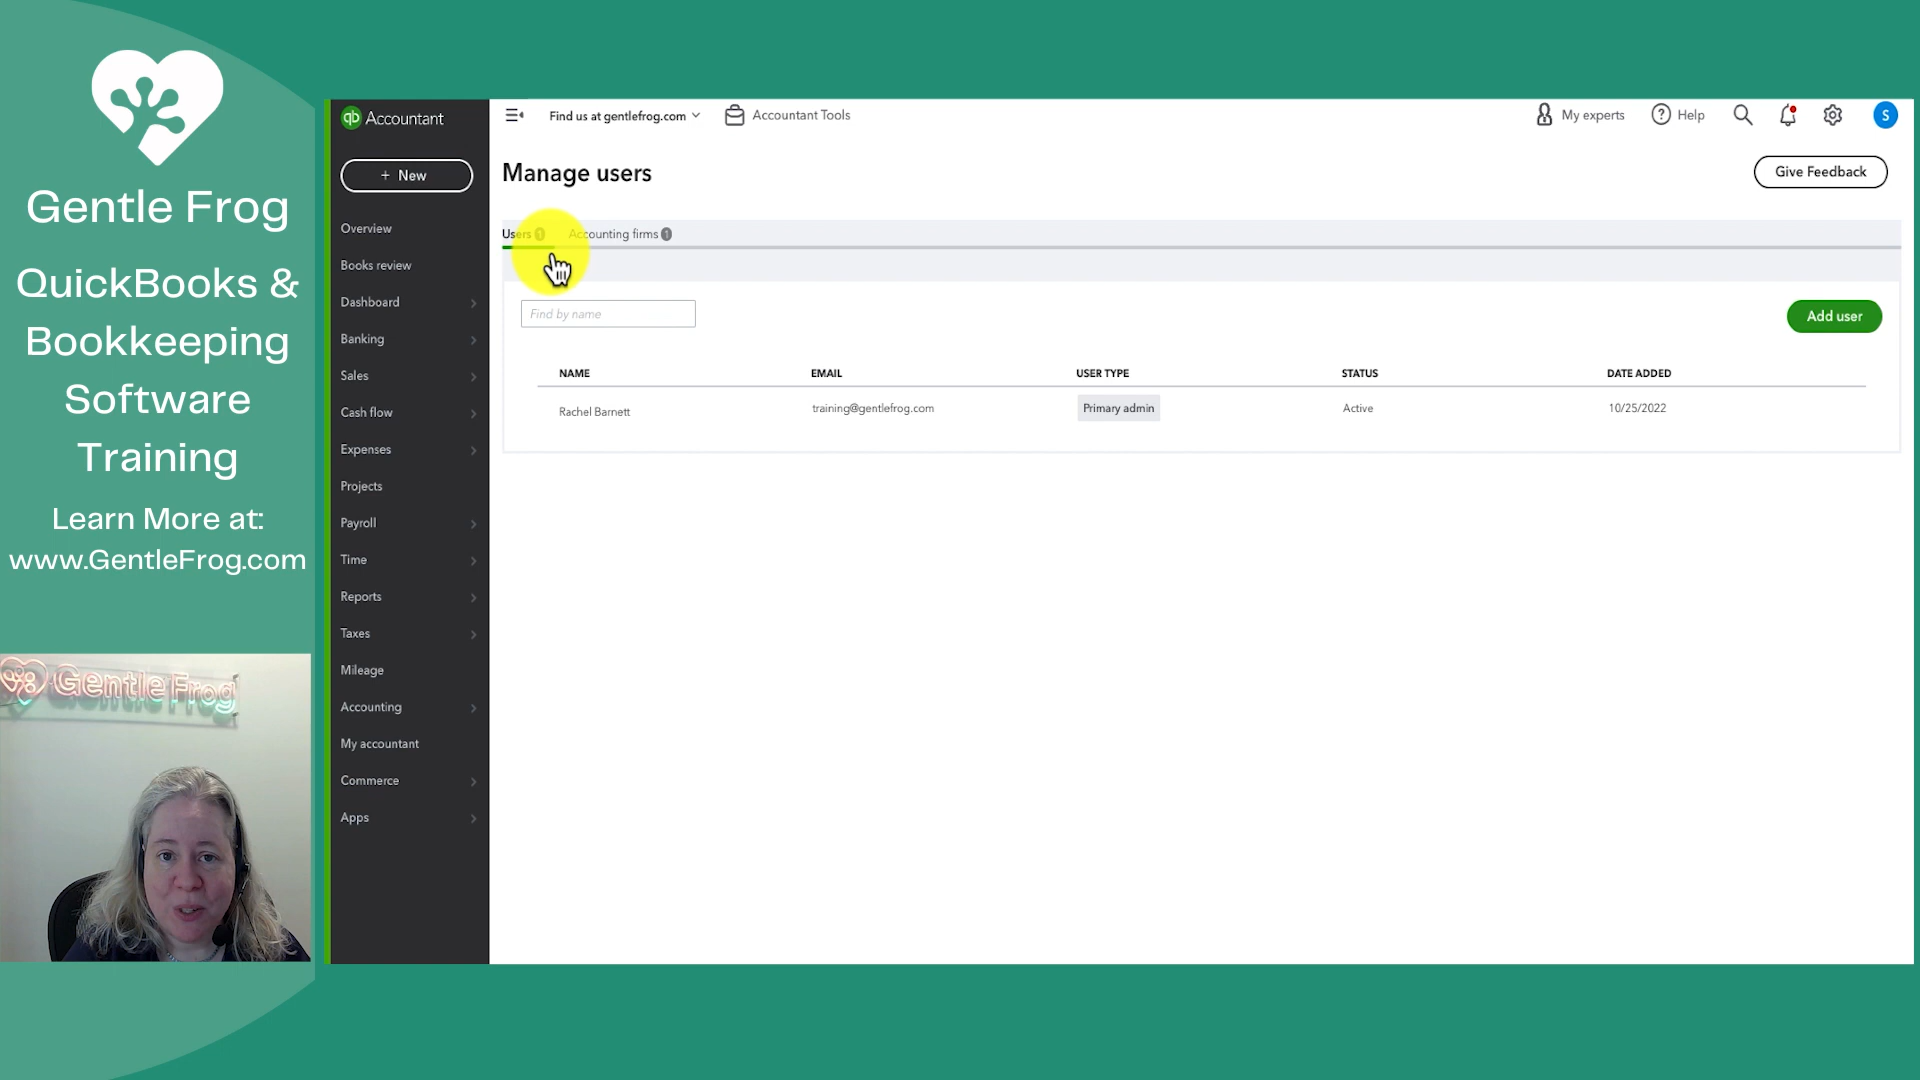 Gentle Frog
QuickBooks &
Bookkeeping
Software
Training
Learn More at:
www.GentleFrog.com
Gentle Frog
qb Accountant
+ New
Overview
Books review
Dashboard
Banking
Sales
Cash flow
Expenses
Projects
Payroll
Time
Reports
Taxes
Mileage
Accounting
My accountant
Commerce
Apps
Find us at gentlefrog.com
Accountant Tools
My experts
? Help
S
Manage users
Give Feedback
Users 1
Accounting firms 1
Find by name
Add user
NAME EMAIL USER TYPE STATUS DATE ADDED
Rachel Barnett training@gentlefrog.com Primary admin Active 10/25/2022